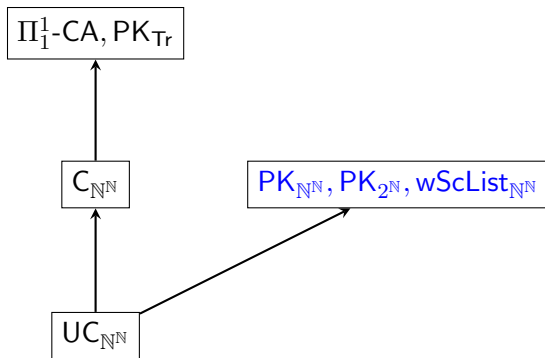 Π¹₁-CA, PK_Tr
C_ℕ^ℕ
PK_ℕ^ℕ, PK_2^ℕ, wScList_ℕ^ℕ
UC_ℕ^ℕ